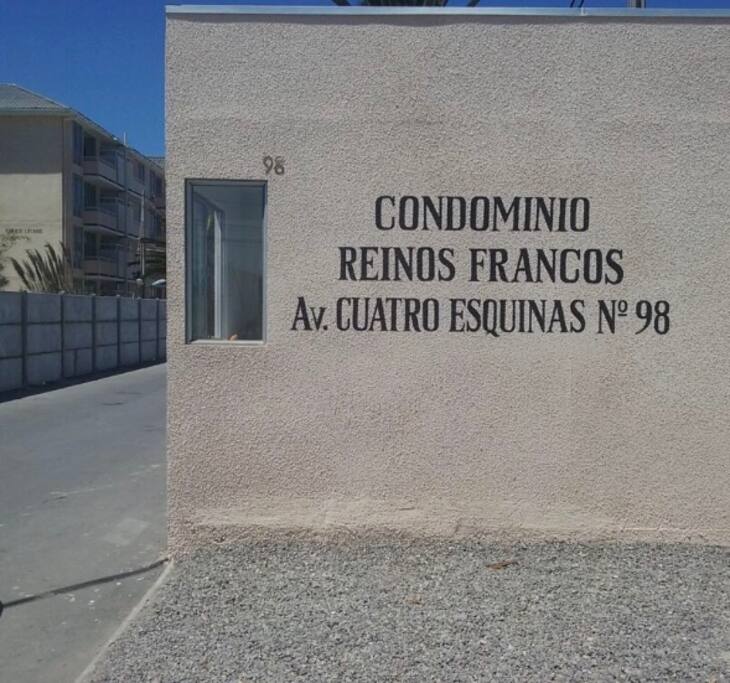 98
CONDOMINIO
REINOS FRANCOS
Av. CUATRO ESQUINAS Nº 98